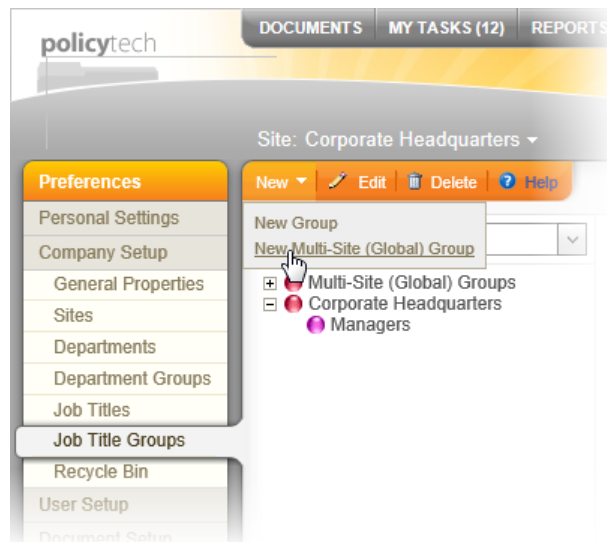 policytech
DOCUMENTS MY TASKS (12) REPORTS
Site: Corporate Headquarters
Preferences
New Edit Delete Help
Personal Settings
New Group
Company Setup
New Multi-Site (Global) Group
General Properties
Multi-Site (Global) Groups
Sites
Corporate Headquarters
Managers
Departments
Department Groups
Job Titles
Job Title Groups
Recycle Bin
User Setup
Document Setup